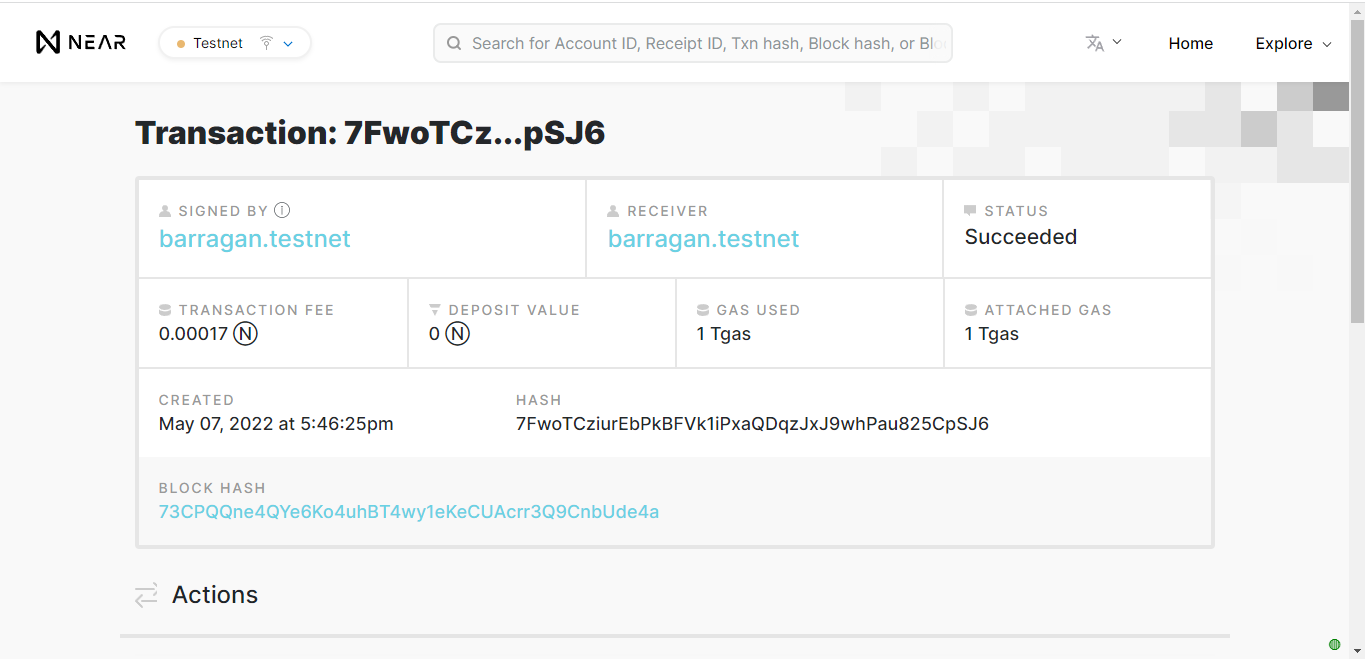 NEAR
Testnet
Search for Account ID, Receipt ID, Txn hash, Block hash, or Blo
Home
Explore
Transaction: 7FwoTCz...pSJ6
SIGNED BY
barragan.testnet
RECEIVER
barragan.testnet
STATUS
Succeeded
TRANSACTION FEE
0.00017 Ⓝ
DEPOSIT VALUE
0 Ⓝ
GAS USED
1 Tgas
ATTACHED GAS
1 Tgas
CREATED
May 07, 2022 at 5:46:25pm
HASH
7FwoTCziurEbPkBFVk1iPxaQDqzJxJ9whPau825CpSJ6
BLOCK HASH
73CPQQne4QYe6Ko4uhBT4wy1eKeCUAcrr3Q9CnbUde4a
Actions